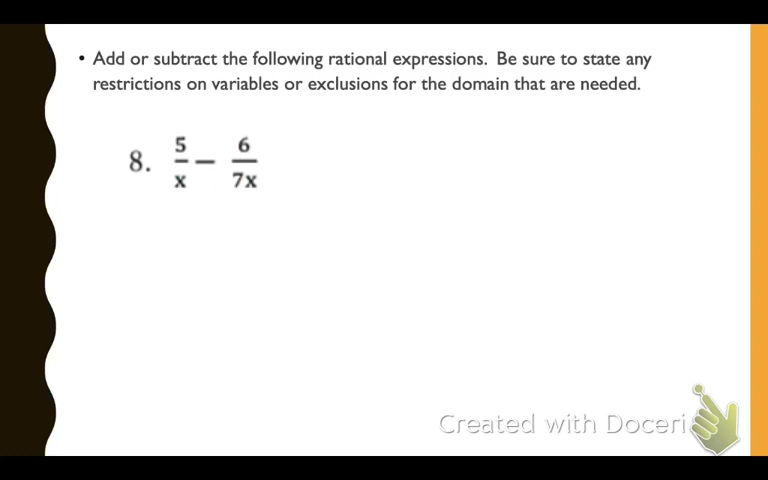 • Add or subtract the following rational expressions. Be sure to state any
restrictions on variables or exclusions for the domain that are needed.
8. 5/x − 6/7x
Created with Doceri